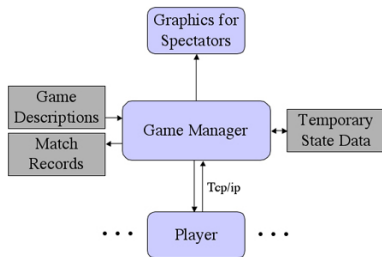 Graphics for
Spectators
Game
Descriptions
Game Manager
Temporary
State Data
Match
Records
Tcp/ip
Player